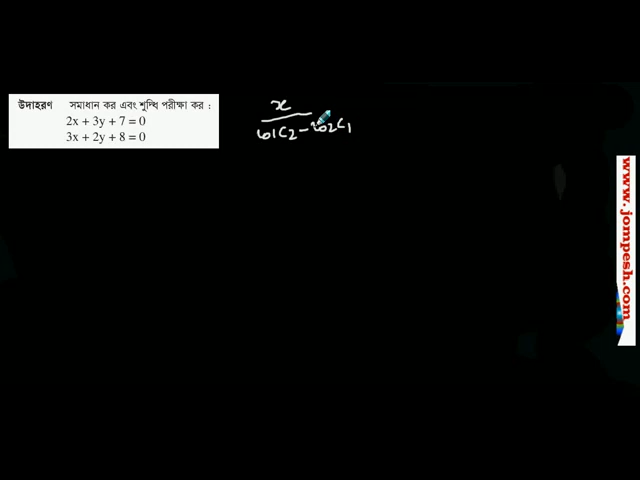 উদাহরণ সমাধান কর এবং শুদ্ধি পরীক্ষা কর :
2x + 3y + 7 = 0
3x + 2y + 8 = 0
x
b1c2 - b2c1
www.jompesh.com